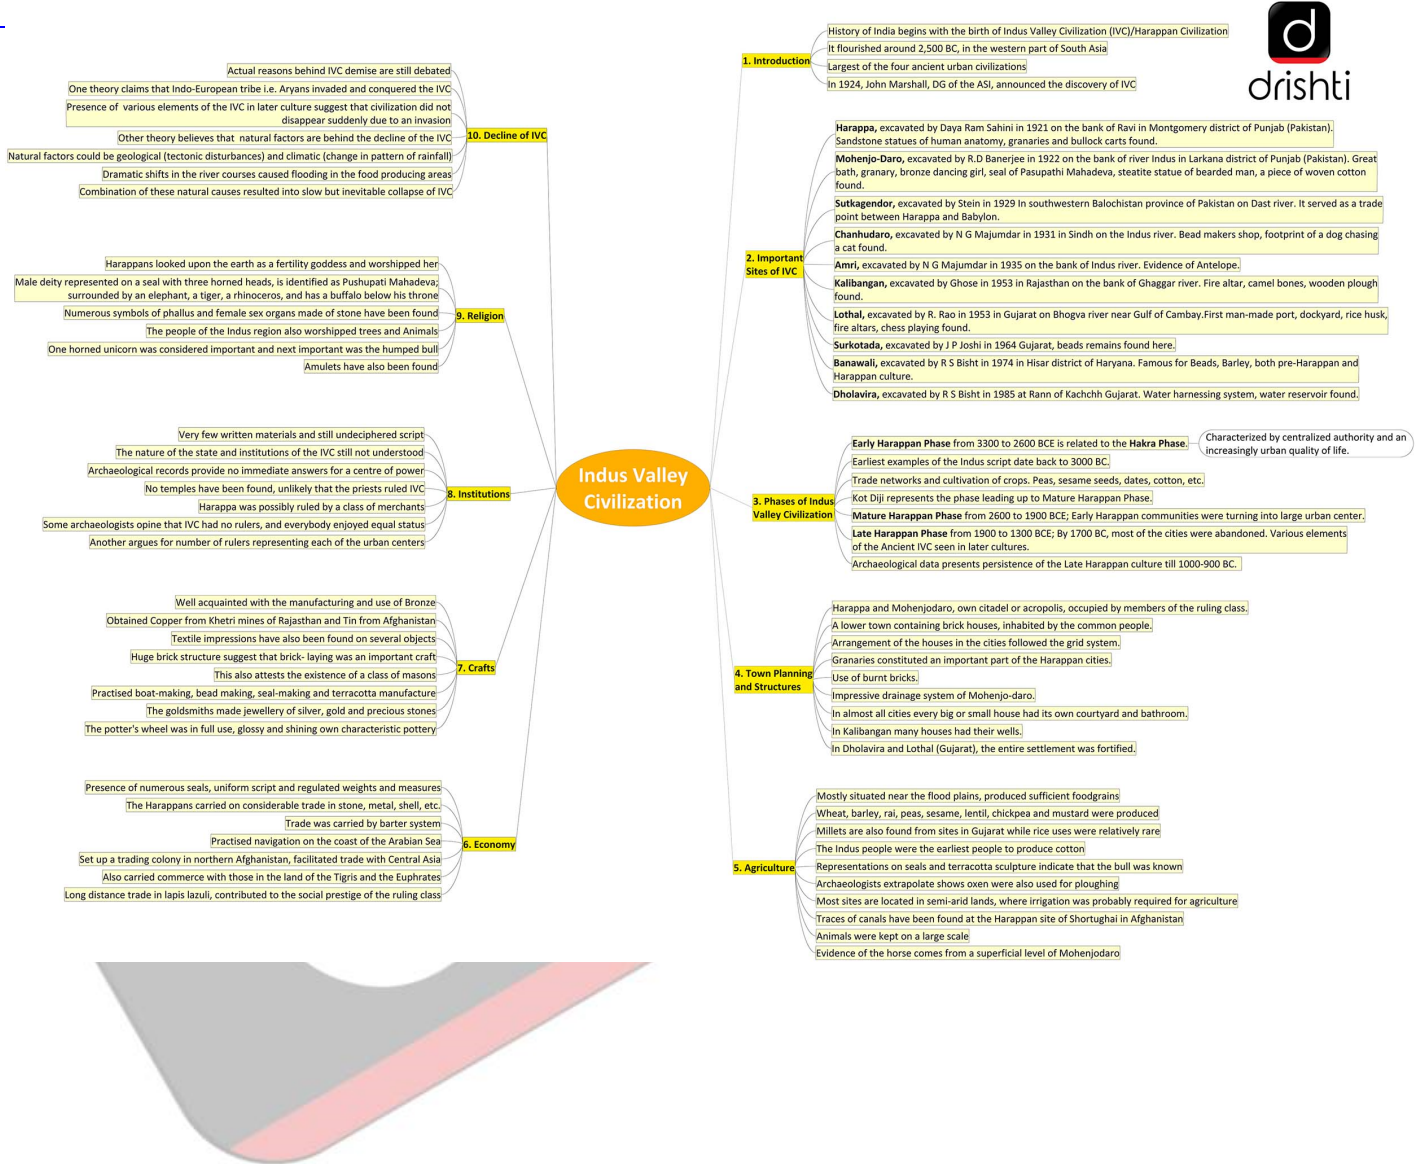 drishti
Indus Valley
Civilization
1. Introduction
History of India begins with the birth of Indus Valley Civilization (IVC)/Harappan Civilization
It flourished around 2,500 BC, in the western part of South Asia
Largest of the four ancient urban civilizations
In 1924, John Marshall, DG of the ASI, announced the discovery of IVC
2. Important
Sites of IVC
Harappa, excavated by Daya Ram Sahini in 1921 on the bank of Ravi in Montgomery district of Punjab (Pakistan).
Sandstone statues of human anatomy, granaries and bullock carts found.
Mohenjo-Daro, excavated by R.D Banerjee in 1922 on the bank of river Indus in Larkana district of Punjab (Pakistan). Great
bath, granary, bronze dancing girl, seal of Pasupathi Mahadeva, steatite statue of bearded man, a piece of woven cotton
found.
Sutkagendor, excavated by Stein in 1929 In southwestern Balochistan province of Pakistan on Dast river. It served as a trade
point between Harappa and Babylon.
Chanhudaro, excavated by N G Majumdar in 1931 in Sindh on the Indus river. Bead makers shop, footprint of a dog chasing
a cat found.
Amri, excavated by N G Majumdar in 1935 on the bank of Indus river. Evidence of Antelope.
Kalibangan, excavated by Ghose in 1953 in Rajasthan on the bank of Ghaggar river. Fire altar, camel bones, wooden plough
found.
Lothal, excavated by R. Rao in 1953 in Gujarat on Bhogva river near Gulf of Cambay.First man-made port, dockyard, rice husk,
fire altars, chess playing found.
Surkotada, excavated by J P Joshi in 1964 Gujarat, beads remains found here.
Banawali, excavated by R S Bisht in 1974 in Hisar district of Haryana. Famous for Beads, Barley, both pre-Harappan and
Harappan culture.
Dholavira, excavated by R S Bisht in 1985 at Rann of Kachchh Gujarat. Water harnessing system, water reservoir found.
3. Phases of Indus
Valley Civilization
Early Harappan Phase from 3300 to 2600 BCE is related to the Hakra Phase.
Characterized by centralized authority and an
increasingly urban quality of life.
Earliest examples of the Indus script date back to 3000 BC.
Trade networks and cultivation of crops. Peas, sesame seeds, dates, cotton, etc.
Kot Diji represents the phase leading up to Mature Harappan Phase.
Mature Harappan Phase from 2600 to 1900 BCE; Early Harappan communities were turning into large urban center.
Late Harappan Phase from 1900 to 1300 BCE; By 1700 BC, most of the cities were abandoned. Various elements
of the Ancient IVC seen in later cultures.
Archaeological data presents persistence of the Late Harappan culture till 1000-900 BC.
4. Town Planning
and Structures
Harappa and Mohenjodaro, own citadel or acropolis, occupied by members of the ruling class.
A lower town containing brick houses, inhabited by the common people.
Arrangement of the houses in the cities followed the grid system.
Granaries constituted an important part of the Harappan cities.
Use of burnt bricks.
Impressive drainage system of Mohenjo-daro.
In almost all cities every big or small house had its own courtyard and bathroom.
In Kalibangan many houses had their wells.
In Dholavira and Lothal (Gujarat), the entire settlement was fortified.
5. Agriculture
Mostly situated near the flood plains, produced sufficient foodgrains
Wheat, barley, rai, peas, sesame, lentil, chickpea and mustard were produced
Millets are also found from sites in Gujarat while rice uses were relatively rare
The Indus people were the earliest people to produce cotton
Representations on seals and terracotta sculpture indicate that the bull was known
Archaeologists extrapolate shows oxen were also used for ploughing
Most sites are located in semi-arid lands, where irrigation was probably required for agriculture
Traces of canals have been found at the Harappan site of Shortughai in Afghanistan
Animals were kept on a large scale
Evidence of the horse comes from a superficial level of Mohenjodaro
6. Economy
Presence of numerous seals, uniform script and regulated weights and measures
The Harappans carried on considerable trade in stone, metal, shell, etc.
Trade was carried by barter system
Practised navigation on the coast of the Arabian Sea
Set up a trading colony in northern Afghanistan, facilitated trade with Central Asia
Also carried commerce with those in the land of the Tigris and the Euphrates
Long distance trade in lapis lazuli, contributed to the social prestige of the ruling class
7. Crafts
Well acquainted with the manufacturing and use of Bronze
Obtained Copper from Khetri mines of Rajasthan and Tin from Afghanistan
Textile impressions have also been found on several objects
Huge brick structure suggest that brick- laying was an important craft
This also attests the existence of a class of masons
Practised boat-making, bead making, seal-making and terracotta manufacture
The goldsmiths made jewellery of silver, gold and precious stones
The potter's wheel was in full use, glossy and shining own characteristic pottery
8. Institutions
Very few written materials and still undeciphered script
The nature of the state and institutions of the IVC still not understood
Archaeological records provide no immediate answers for a centre of power
No temples have been found, unlikely that the priests ruled IVC
Harappa was possibly ruled by a class of merchants
Some archaeologists opine that IVC had no rulers, and everybody enjoyed equal status
Another argues for number of rulers representing each of the urban centers
9. Religion
Harappans looked upon the earth as a fertility goddess and worshipped her
Male deity represented on a seal with three horned heads, is identified as Pushupati Mahadeva;
surrounded by an elephant, a tiger, a rhinoceros, and has a buffalo below his throne
Numerous symbols of phallus and female sex organs made of stone have been found
The people of the Indus region also worshipped trees and Animals
One horned unicorn was considered important and next important was the humped bull
Amulets have also been found
10. Decline of IVC
Actual reasons behind IVC demise are still debated
One theory claims that Indo-European tribe i.e. Aryans invaded and conquered the IVC
Presence of various elements of the IVC in later culture suggest that civilization did not
disappear suddenly due to an invasion
Other theory believes that natural factors are behind the decline of the IVC
Natural factors could be geological (tectonic disturbances) and climatic (change in pattern of rainfall)
Dramatic shifts in the river courses caused flooding in the food producing areas
Combination of these natural causes resulted into slow but inevitable collapse of IVC